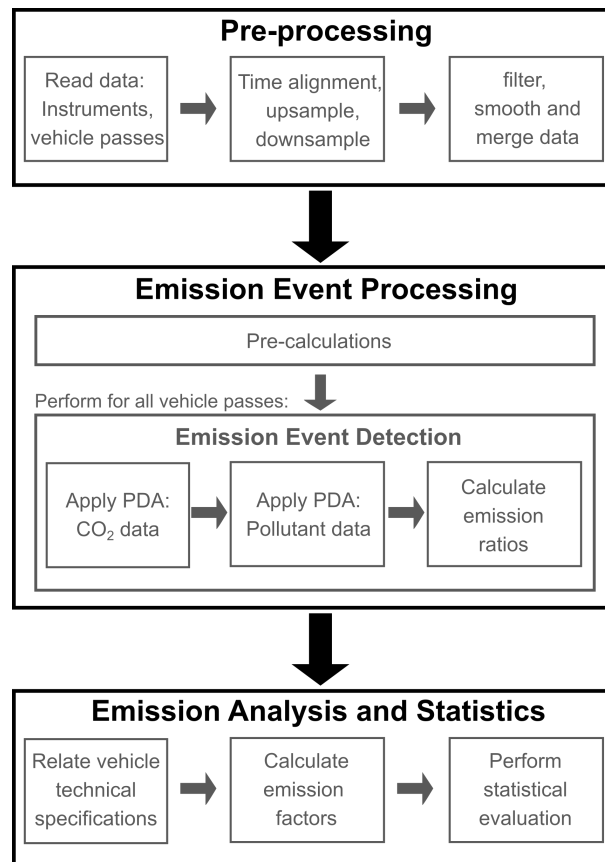 Pre-processing
Read data:
Instruments,
vehicle passes
Time alignment,
upsample,
downsample
filter,
smooth and
merge data
Emission Event Processing
Pre-calculations
Perform for all vehicle passes:
Emission Event Detection
Apply PDA:
CO₂ data
Apply PDA:
Pollutant data
Calculate
emission
ratios
Emission Analysis and Statistics
Relate vehicle
technical
specifications
Calculate
emission
factors
Perform
statistical
evaluation